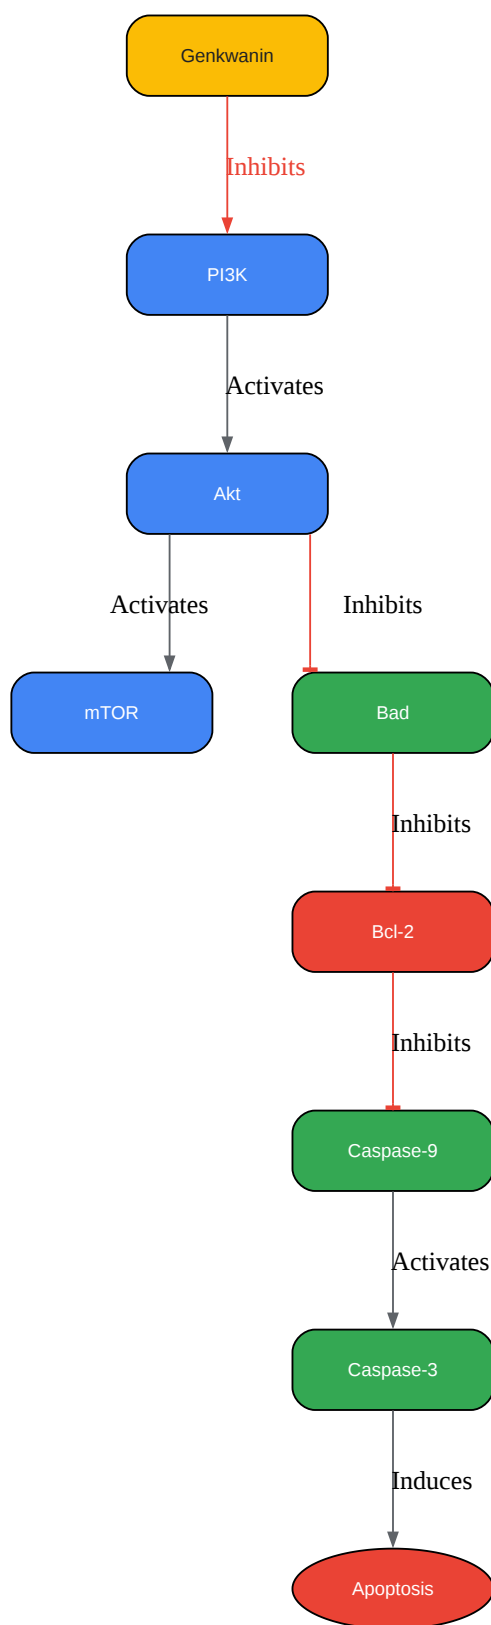 Genkwanin
Inhibits
PI3K
Activates
Akt
Activates
Inhibits
mTOR
Bad
Inhibits
Bcl-2
Inhibits
Caspase-9
Activates
Caspase-3
Induces
Apoptosis